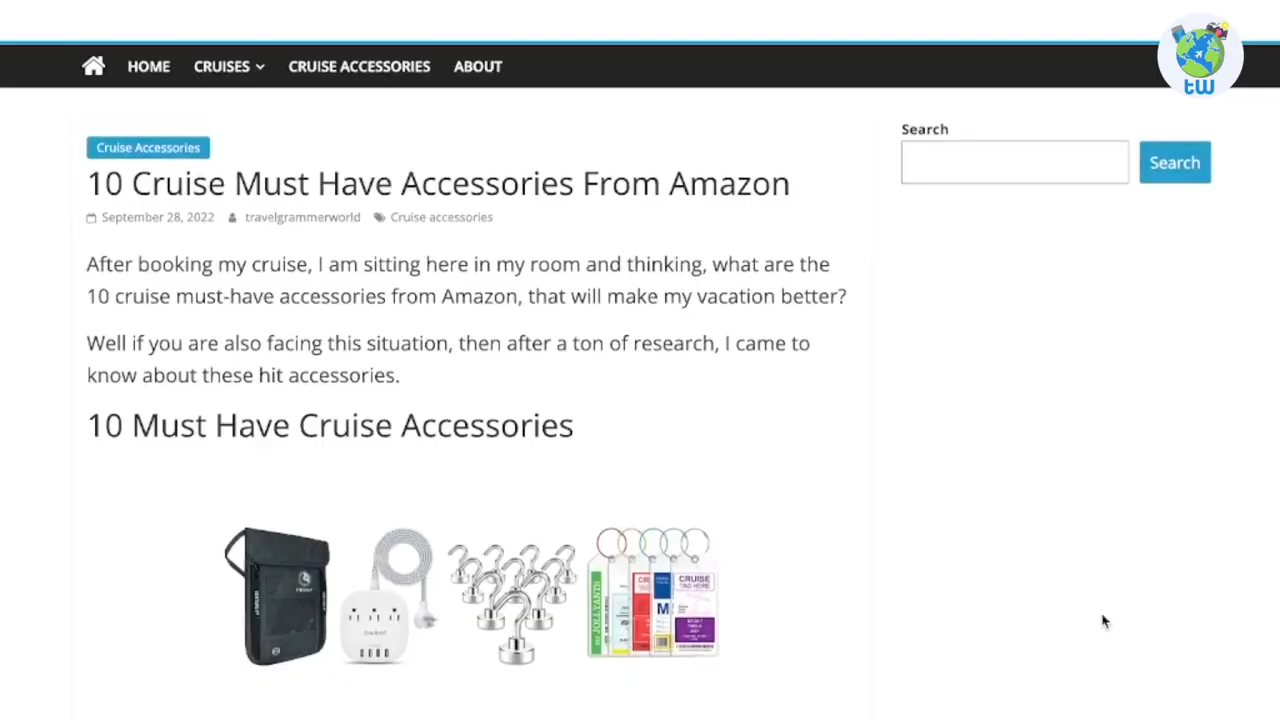 tw
HOME CRUISES CRUISE ACCESSORIES ABOUT
Cruise Accessories
10 Cruise Must Have Accessories From Amazon
September 28, 2022 travelgrammerworld Cruise accessories
After booking my cruise, I am sitting here in my room and thinking, what are the
10 cruise must-have accessories from Amazon, that will make my vacation better?
Well if you are also facing this situation, then after a ton of research, I came to
know about these hit accessories.
10 Must Have Cruise Accessories
CRUISE
TAG HERE
Search
Search